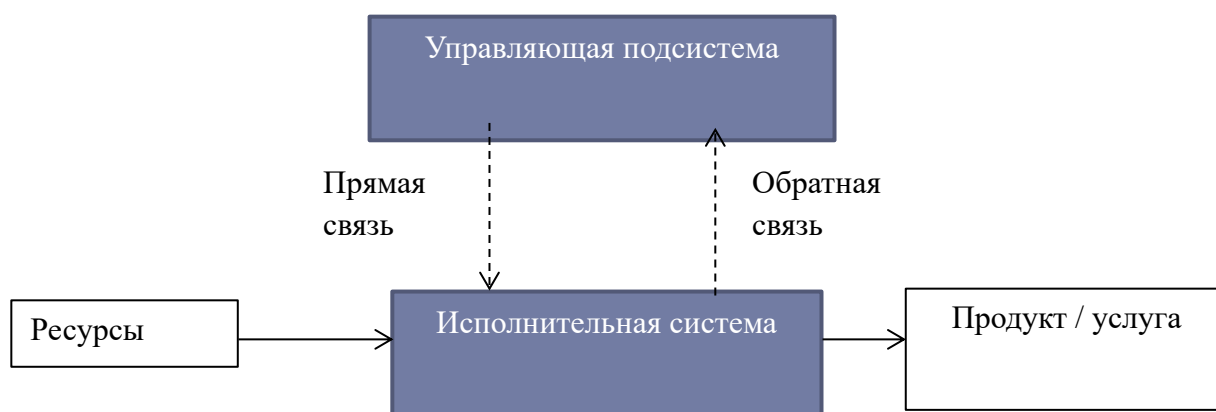 Управляющая подсистема
Прямая
связь
Обратная
связь
Ресурсы
Исполнительная система
Продукт / услуга